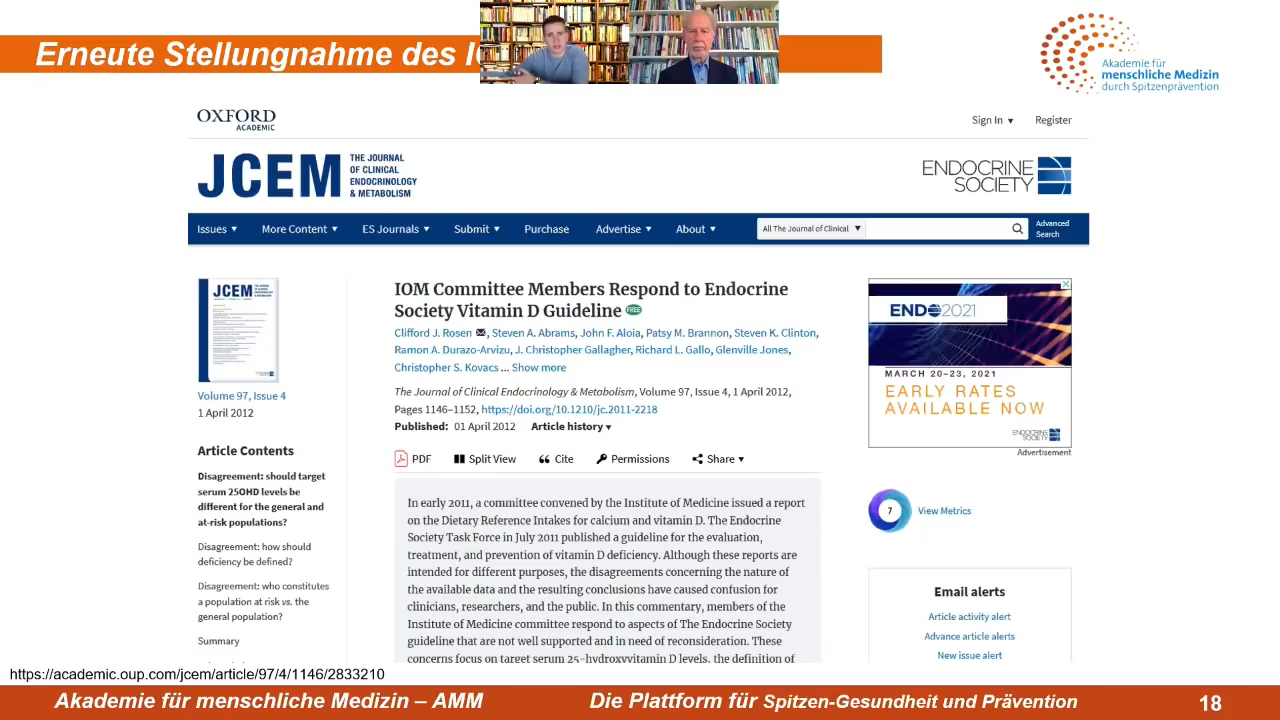 Erneute Stellungnahme des
Akademie für
menschliche Medizin
durch Spitzenprävention
OXFORD
ACADEMIC
Sign In ▼ Register
JCEM
THE JOURNAL
OF CLINICAL
ENDOCRINOLOGY
& METABOLISM
ENDOCRINE
SOCIETY
Issues ▼ More Content ▼ ES Journals ▼ Submit ▼ Purchase Advertise ▼ About ▼ All The Journal of Clinical ▼
Advanced
Search
JCEM
Volume 97, Issue 4
1 April 2012
Article Contents
Disagreement: should target
serum 25OHD levels be
different for the general and
at-risk populations?
Disagreement: how should
deficiency be defined?
Disagreement: who constitutes
a population at risk vs. the
general population?
Summary
IOM Committee Members Respond to Endocrine
Society Vitamin D Guideline FREE
Clifford J. Rosen ✉, Steven A. Abrams, John F. Aloia, Patsy M. Brannon, Steven K. Clinton,
Ramon A. Durazo-Arvizu, J. Christopher Gallagher, Richard L. Gallo, Glenville Jones,
Christopher S. Kovacs ... Show more
The Journal of Clinical Endocrinology & Metabolism, Volume 97, Issue 4, 1 April 2012,
Pages 1146–1152, https://doi.org/10.1210/jc.2011-2218
Published: 01 April 2012 Article history ▼
PDF Split View Cite Permissions Share ▼
In early 2011, a committee convened by the Institute of Medicine issued a report
on the Dietary Reference Intakes for calcium and vitamin D. The Endocrine
Society Task Force in July 2011 published a guideline for the evaluation,
treatment, and prevention of vitamin D deficiency. Although these reports are
intended for different purposes, the disagreements concerning the nature of
the available data and the resulting conclusions have caused confusion for
clinicians, researchers, and the public. In this commentary, members of the
Institute of Medicine committee respond to aspects of The Endocrine Society
guideline that are not well supported and in need of reconsideration. These
concerns focus on target serum 25-hydroxyvitamin D levels, the definition of
ENDO2021
MARCH 20–23, 2021
EARLY RATES
AVAILABLE NOW
ENDOCRINE
SOCIETY
Advertisement
7 View Metrics
Email alerts
Article activity alert
Advance article alerts
New issue alert
https://academic.oup.com/jcem/article/97/4/1146/2833210
Akademie für menschliche Medizin – AMM Die Plattform für Spitzen-Gesundheit und Prävention 18